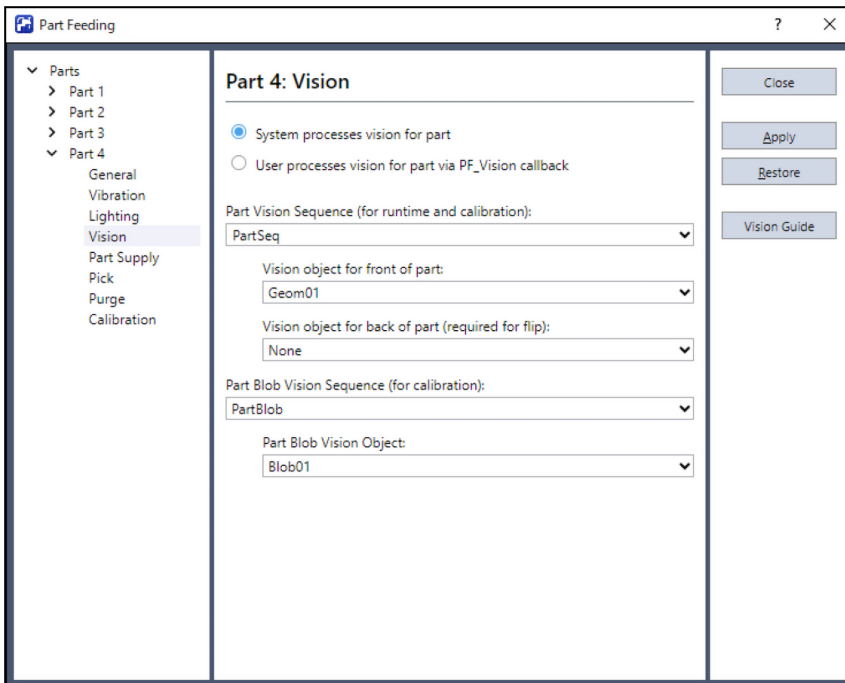 Part Feeding
?
Parts
Part 1
Part 2
Part 3
Part 4
General
Vibration
Lighting
Vision
Part Supply
Pick
Purge
Calibration
Part 4: Vision
System processes vision for part
User processes vision for part via PF_Vision callback
Part Vision Sequence (for runtime and calibration):
PartSeq
Vision object for front of part:
Geom01
Vision object for back of part (required for flip):
None
Part Blob Vision Sequence (for calibration):
PartBlob
Part Blob Vision Object:
Blob01
Close
Apply
Restore
Vision Guide